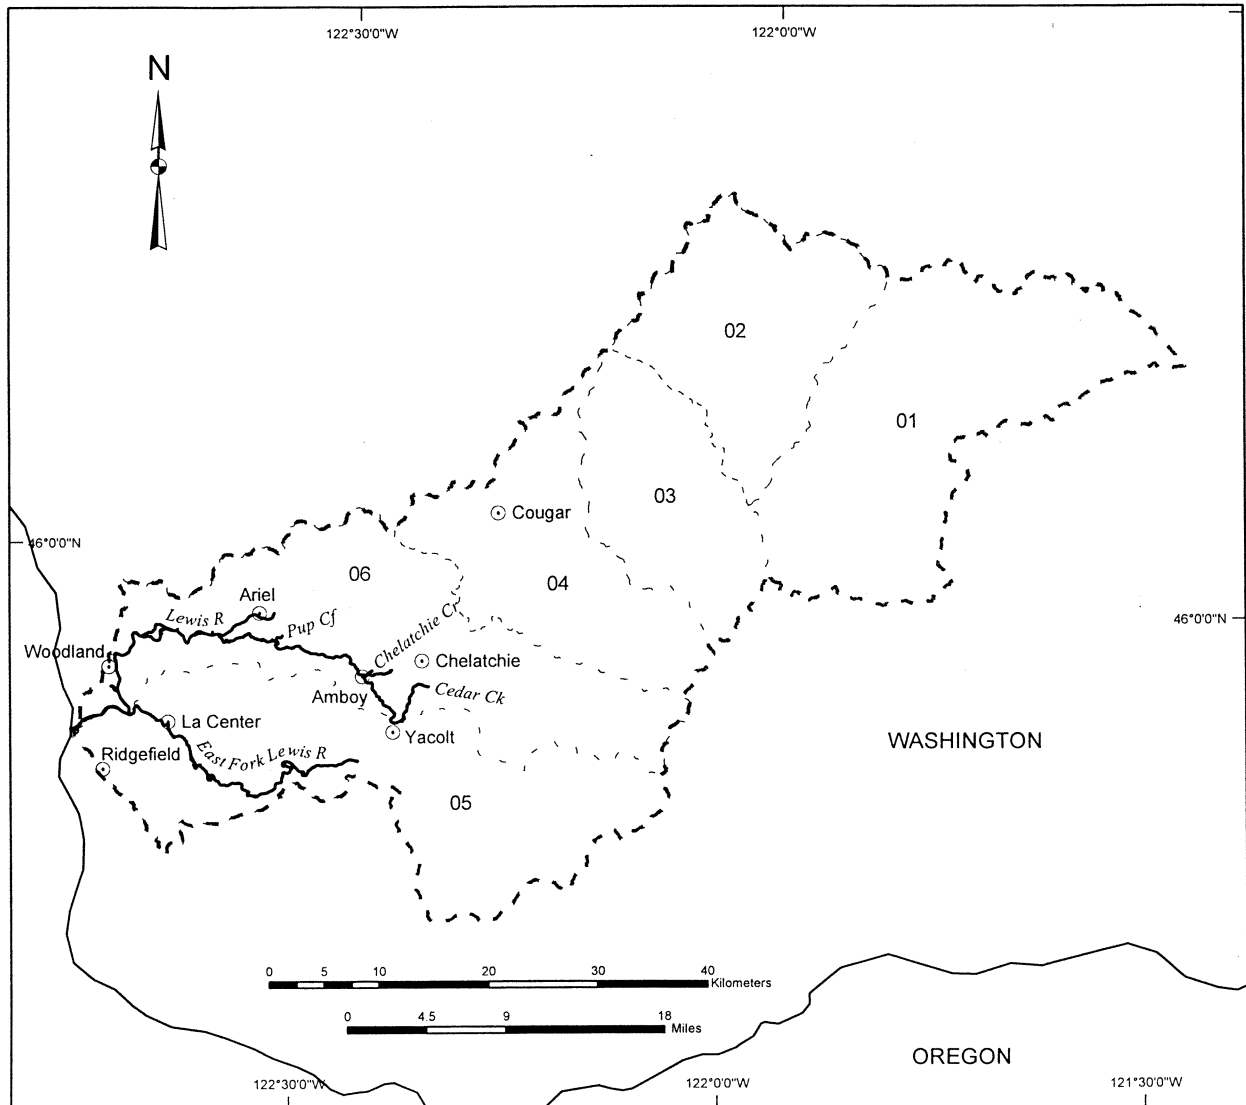 122°30'0"W 122°0'0"W
N
02
01
03
Cougar
46°0'0"N
06
04
Ariel
Lewis R
Pup Cf
Chelatchie Cr
46°0'0"N
Woodland
Chelatchie
Amboy
Cedar Ck
La Center
Yacolt
WASHINGTON
Ridgefield
East Fork Lewis R
05
0 5 10 20 30 40
Kilometers
0 4.5 9 18
Miles
OREGON
122°30'0"W 122°0'0"W 121°30'0"W